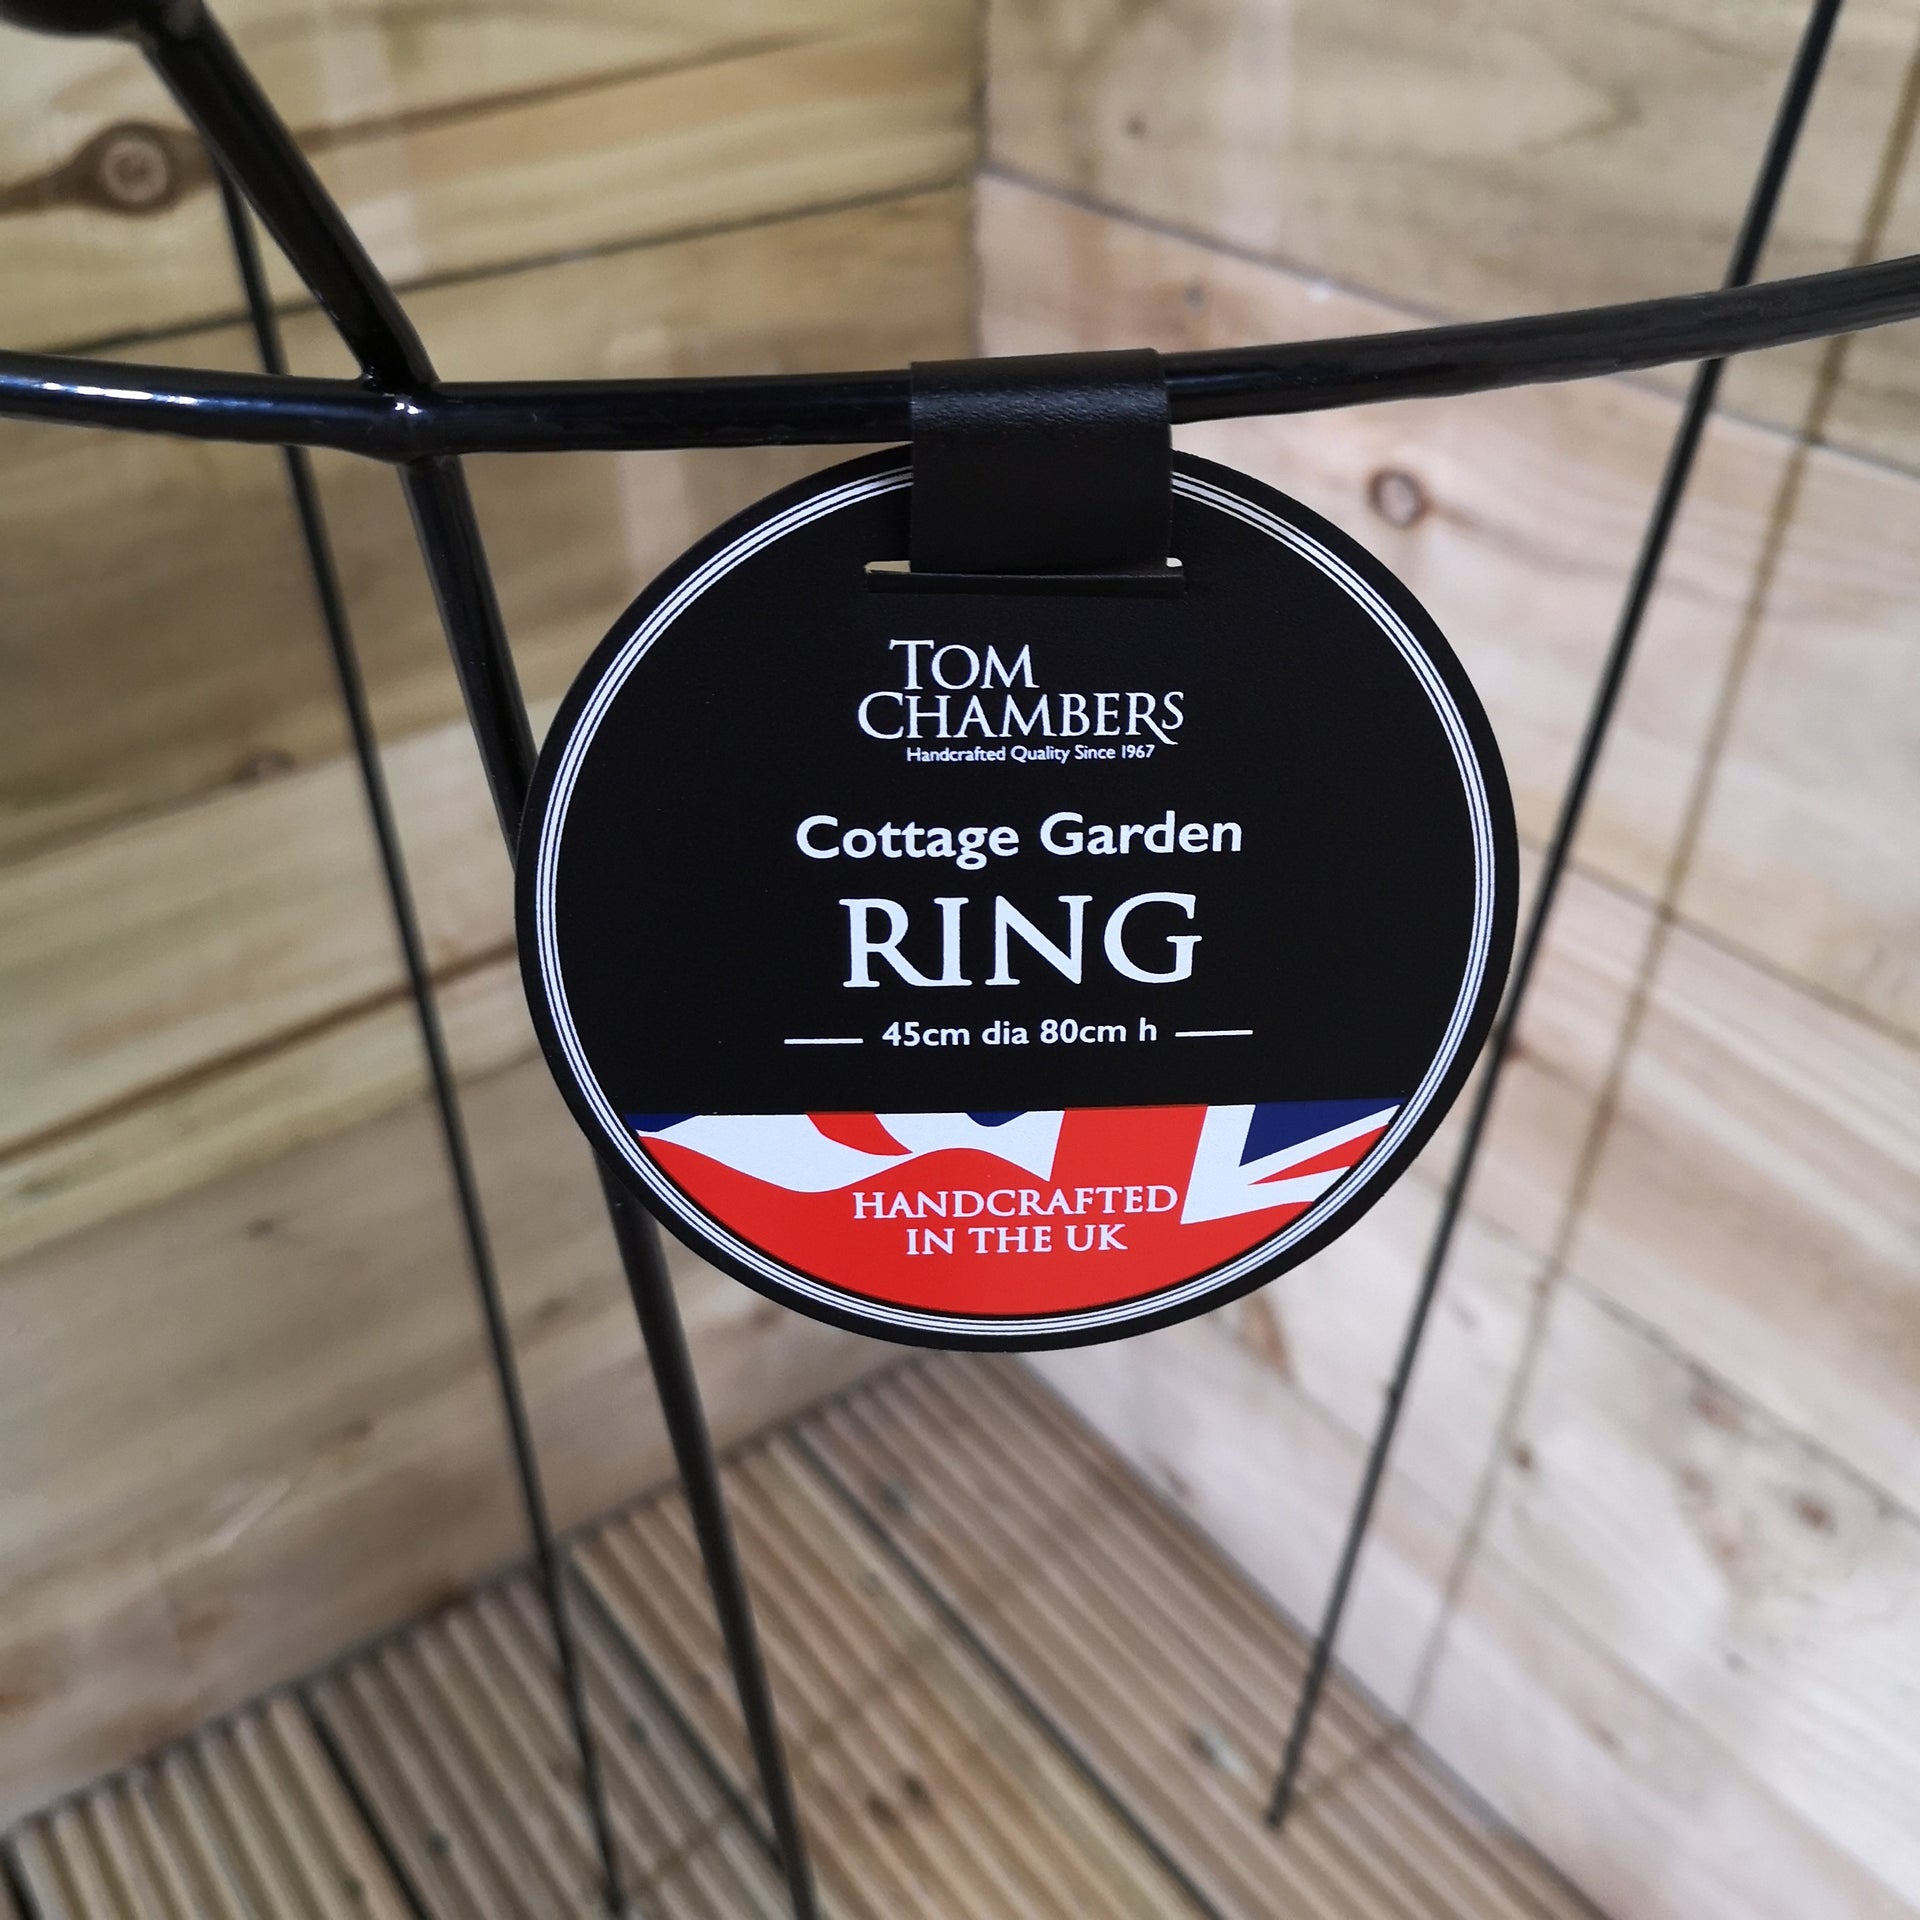 TOM
CHAMBERS
Handcrafted Quality Since 1967
Cottage Garden
RING
45cm dia 80cm h
HANDCRAFTED
IN THE UK